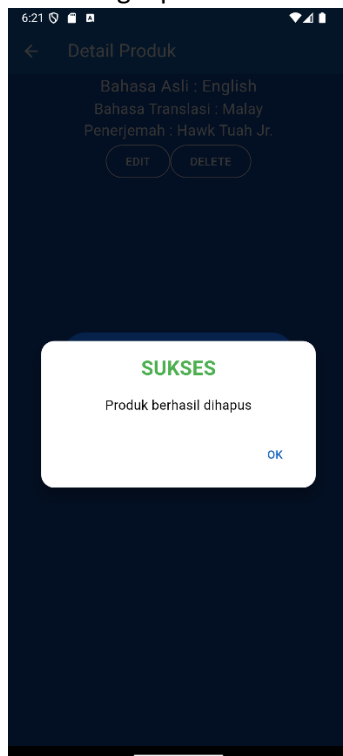 6:21
Detail Produk
Bahasa Asli : English
Bahasa Translasi : Malay
Penerjemah : Hawk Tuah Jr.
EDIT DELETE
SUKSES
Produk berhasil dihapus
OK